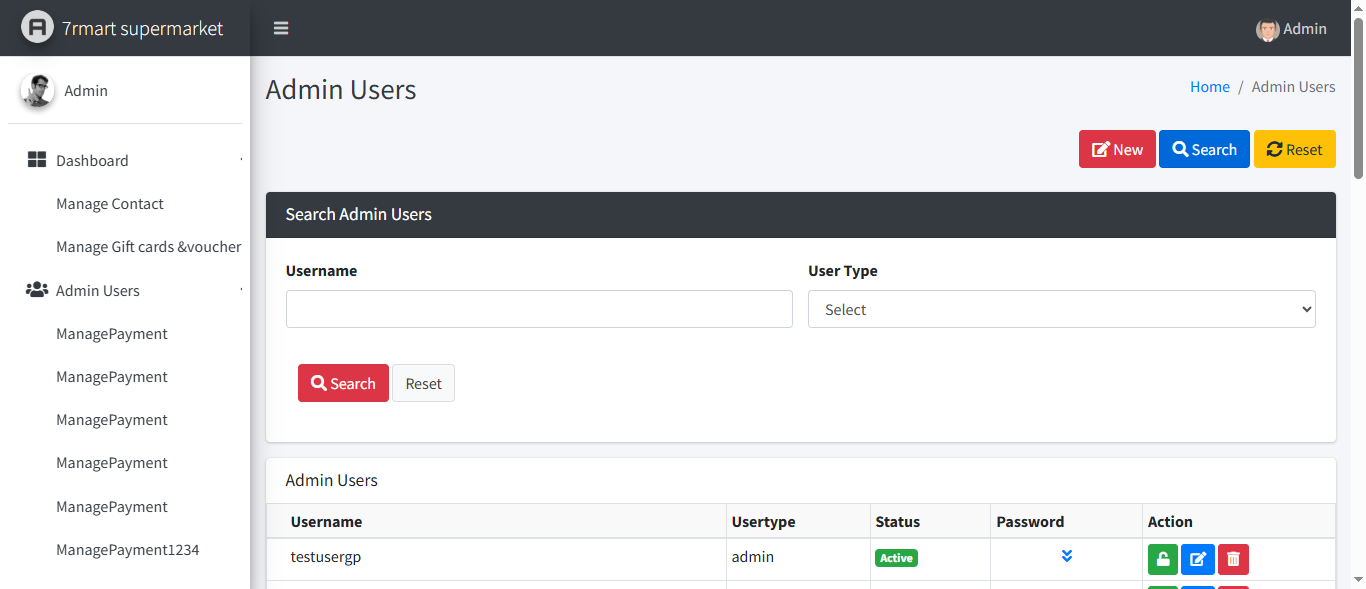 7rmart supermarket
Admin
Admin
Dashboard
Manage Contact
Manage Gift cards &voucher
Admin Users
ManagePayment
ManagePayment
ManagePayment
ManagePayment
ManagePayment
ManagePayment1234
Admin Users
Home / Admin Users
New Search Reset
Search Admin Users
Username User Type
Select
Search Reset
Admin Users
Username Usertype Status Password Action
testusergp admin Active